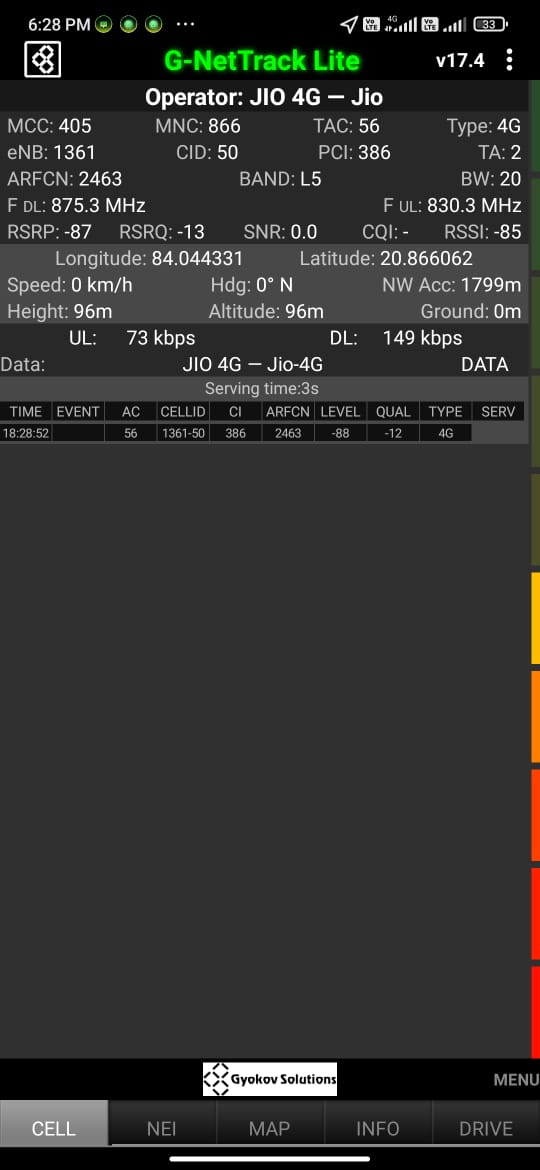 6:28 PM ... Vo LTE 4G Vo LTE 33
G-NetTrack Lite v17.4
Operator: JIO 4G — Jio
MCC: 405 MNC: 866 TAC: 56 Type: 4G
eNB: 1361 CID: 50 PCI: 386 TA: 2
ARFCN: 2463 BAND: L5 BW: 20
F DL: 875.3 MHz F UL: 830.3 MHz
RSRP: -87 RSRQ: -13 SNR: 0.0 CQI: - RSSI: -85
Longitude: 84.044331 Latitude: 20.866062
Speed: 0 km/h Hdg: 0° N NW Acc: 1799m
Height: 96m Altitude: 96m Ground: 0m
UL: 73 kbps DL: 149 kbps
Data: JIO 4G — Jio-4G DATA
Serving time:3s
TIME EVENT AC CELLID CI ARFCN LEVEL QUAL TYPE SERV
18:28:52 56 1361-50 386 2463 -88 -12 4G
Gyokov Solutions
MENU
CELL NEI MAP INFO DRIVE